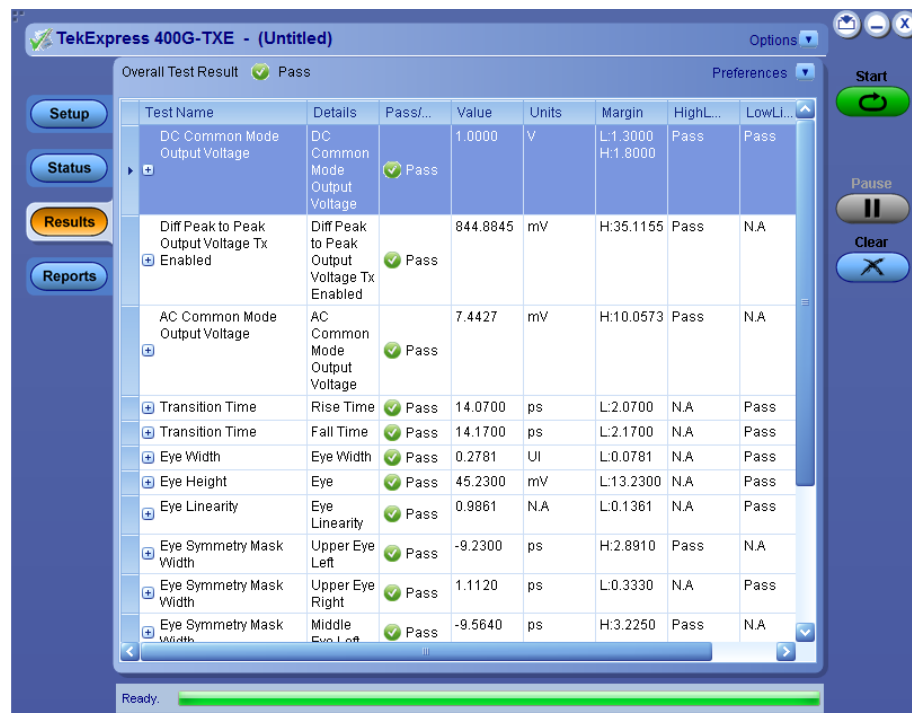 TekExpress 400G-TXE - (Untitled)
Options
Overall Test Result Pass
Preferences
Start
Setup
Status
Results
Reports
Pause
Clear
Test Name Details Pass/... Value Units Margin HighL... LowLi...
DC Common Mode
Output Voltage
DC
Common
Mode
Output
Voltage
Pass
1.0000
V
L:1.3000
H:1.8000
Pass
Pass
Diff Peak to Peak
Output Voltage Tx
Enabled
Diff Peak
to Peak
Output
Voltage Tx
Enabled
Pass
844.8845
mV
H:35.1155
Pass
N.A
AC Common Mode
Output Voltage
AC
Common
Mode
Output
Voltage
Pass
7.4427
mV
H:10.0573
Pass
N.A
Transition Time Rise Time Pass 14.0700 ps L:2.0700 N.A Pass
Transition Time Fall Time Pass 14.1700 ps L:2.1700 N.A Pass
Eye Width Eye Width Pass 0.2781 UI L:0.0781 N.A Pass
Eye Height Eye Pass 45.2300 mV L:13.2300 N.A Pass
Eye Linearity
Eye
Linearity
Pass
0.9861
N.A
L:0.1361
N.A
Pass
Eye Symmetry Mask
Width
Upper Eye
Left
Pass
-9.2300
ps
H:2.8910
Pass
N.A
Eye Symmetry Mask
Width
Upper Eye
Right
Pass
1.1120
ps
L:0.3330
N.A
Pass
Eye Symmetry Mask
Width
Middle
Eye Left
Pass
-9.5640
ps
H:3.2250
Pass
N.A
Ready.